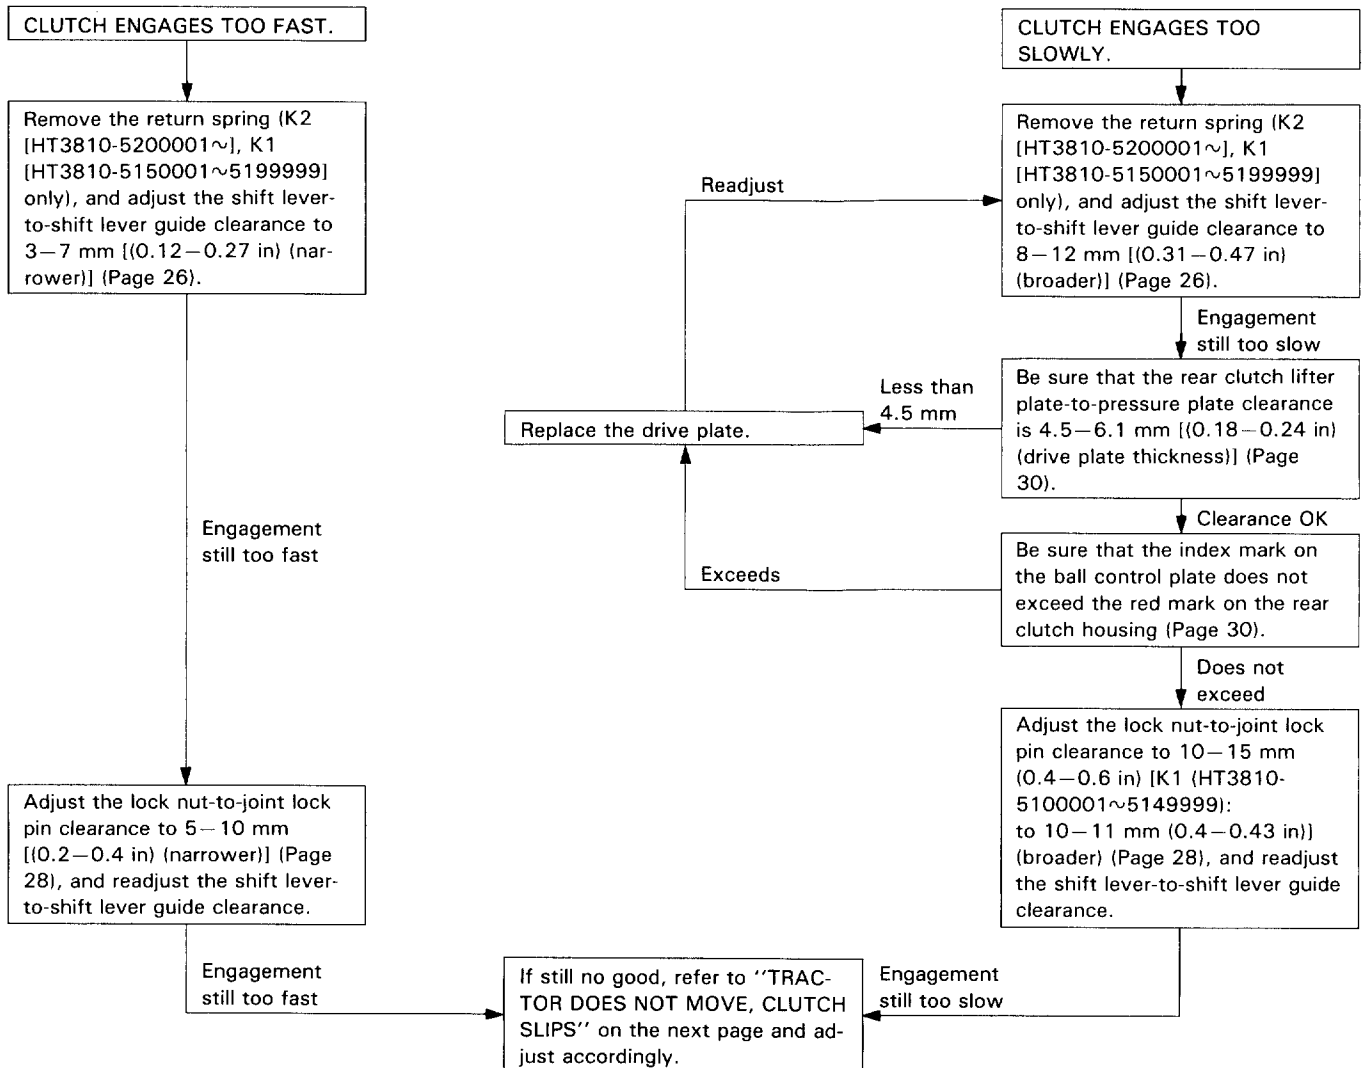 CLUTCH ENGAGES TOO FAST.
Remove the return spring (K2
[HT3810-5200001~], K1
[HT3810-5150001~5199999]
only), and adjust the shift lever-
to-shift lever guide clearance to
3—7 mm [(0.12—0.27 in) (nar-
rower)] (Page 26).
Engagement
still too fast
Adjust the lock nut-to-joint lock
pin clearance to 5—10 mm
[(0.2—0.4 in) (narrower)] (Page
28), and readjust the shift lever-
to-shift lever guide clearance.
Engagement
still too fast
CLUTCH ENGAGES TOO
SLOWLY.
Remove the return spring (K2
[HT3810-5200001~], K1
[HT3810-5150001~5199999]
only), and adjust the shift lever-
to-shift lever guide clearance to
8—12 mm [(0.31—0.47 in)
(broader)] (Page 26).
Engagement
still too slow
Be sure that the rear clutch lifter
plate-to-pressure plate clearance
is 4.5—6.1 mm [(0.18—0.24 in)
(drive plate thickness)] (Page
30).
Less than
4.5 mm
Replace the drive plate.
Readjust
Clearance OK
Be sure that the index mark on
the ball control plate does not
exceed the red mark on the rear
clutch housing (Page 30).
Exceeds
Does not
exceed
Adjust the lock nut-to-joint lock
pin clearance to 10—15 mm
(0.4—0.6 in) [K1 (HT3810-
5100001~5149999):
to 10—11 mm (0.4—0.43 in)]
(broader) (Page 28), and readjust
the shift lever-to-shift lever guide
clearance.
Engagement
still too slow
If still no good, refer to ''TRAC-
TOR DOES NOT MOVE, CLUTCH
SLIPS'' on the next page and ad-
just accordingly.